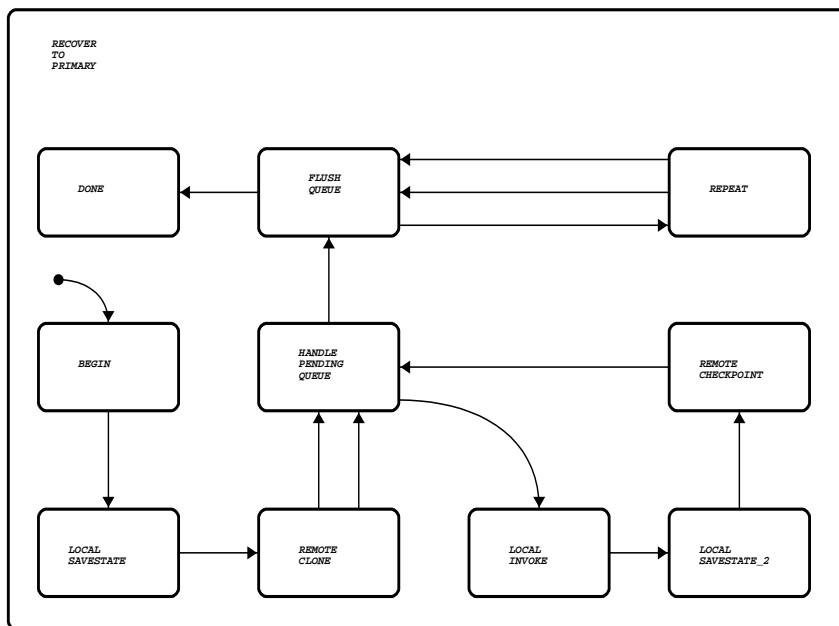 RECOVER
TO
PRIMARY
DONE
FLUSH
QUEUE
REPEAT
BEGIN
HANDLE
PENDING
QUEUE
REMOTE
CHECKPOINT
LOCAL
SAVESTATE
REMOTE
CLONE
LOCAL
INVOKE
LOCAL
SAVESTATE_2